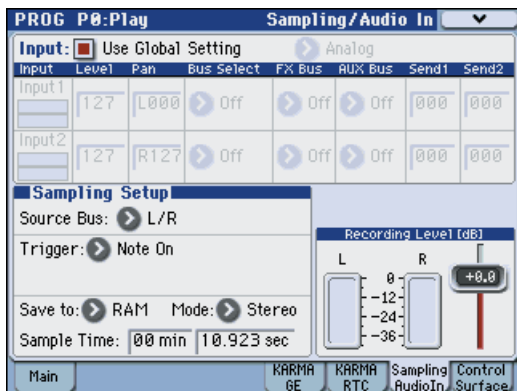 PROG P0:Play Sampling/Audio In
Input: Use Global Setting Analog
Input Level Pan Bus Select FX Bus AUX Bus Send1 Send2
Input1 127 L000 Off Off Off 000 000
Input2 127 R127 Off Off Off 000 000
Sampling Setup
Source Bus: L/R
Trigger: Note On
Save to: RAM Mode: Stereo
Sample Time: 00 min 10.923 sec
Recording Level [dB]
L R
0
-12
-24
-36
+0.0
Main KARMA GE KARMA RTC Sampling AudioIn Control Surface